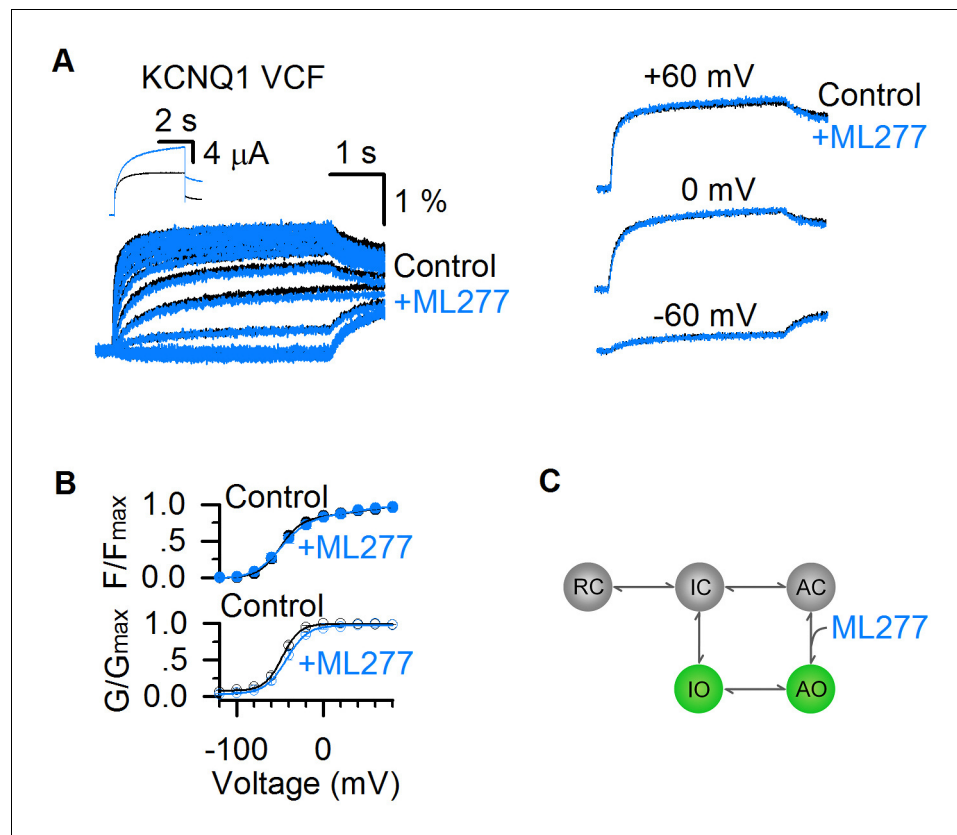 A
KCNQ1 VCF
2 s
4 μA
1 s
1 %
Control
+ML277
+60 mV
Control
+ML277
0 mV
-60 mV
B
F/Fmax
1.0
.5
0.0
Control
+ML277
G/Gmax
1.0
.5
0.0
Control
+ML277
-100 0
Voltage (mV)
C
RC IC AC
ML277
IO AO